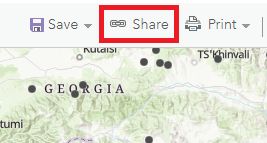 Save Share Print
Kutaisi TS'Khinvali
GEORGIA
tumi